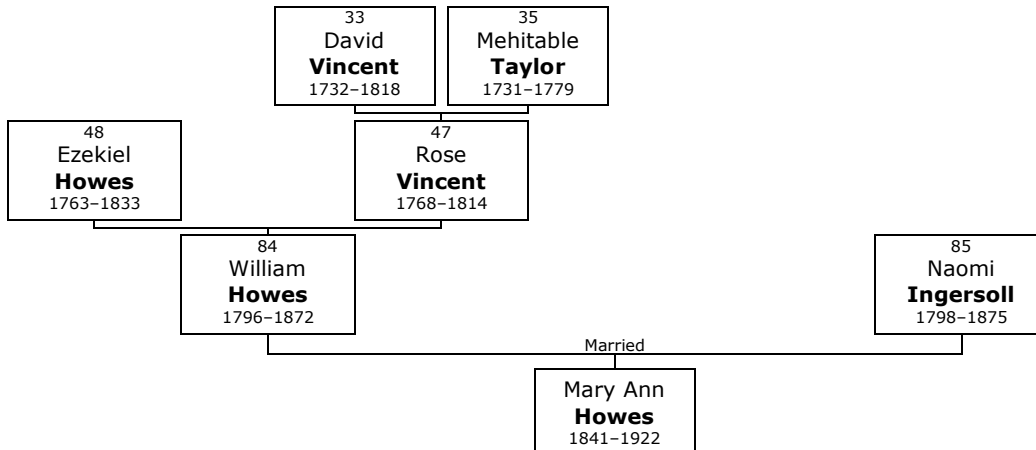 33
David
Vincent
1732–1818
35
Mehitable
Taylor
1731–1779
48
Ezekiel
Howes
1763–1833
47
Rose
Vincent
1768–1814
84
William
Howes
1796–1872
85
Naomi
Ingersoll
1798–1875
Married
Mary Ann
Howes
1841–1922